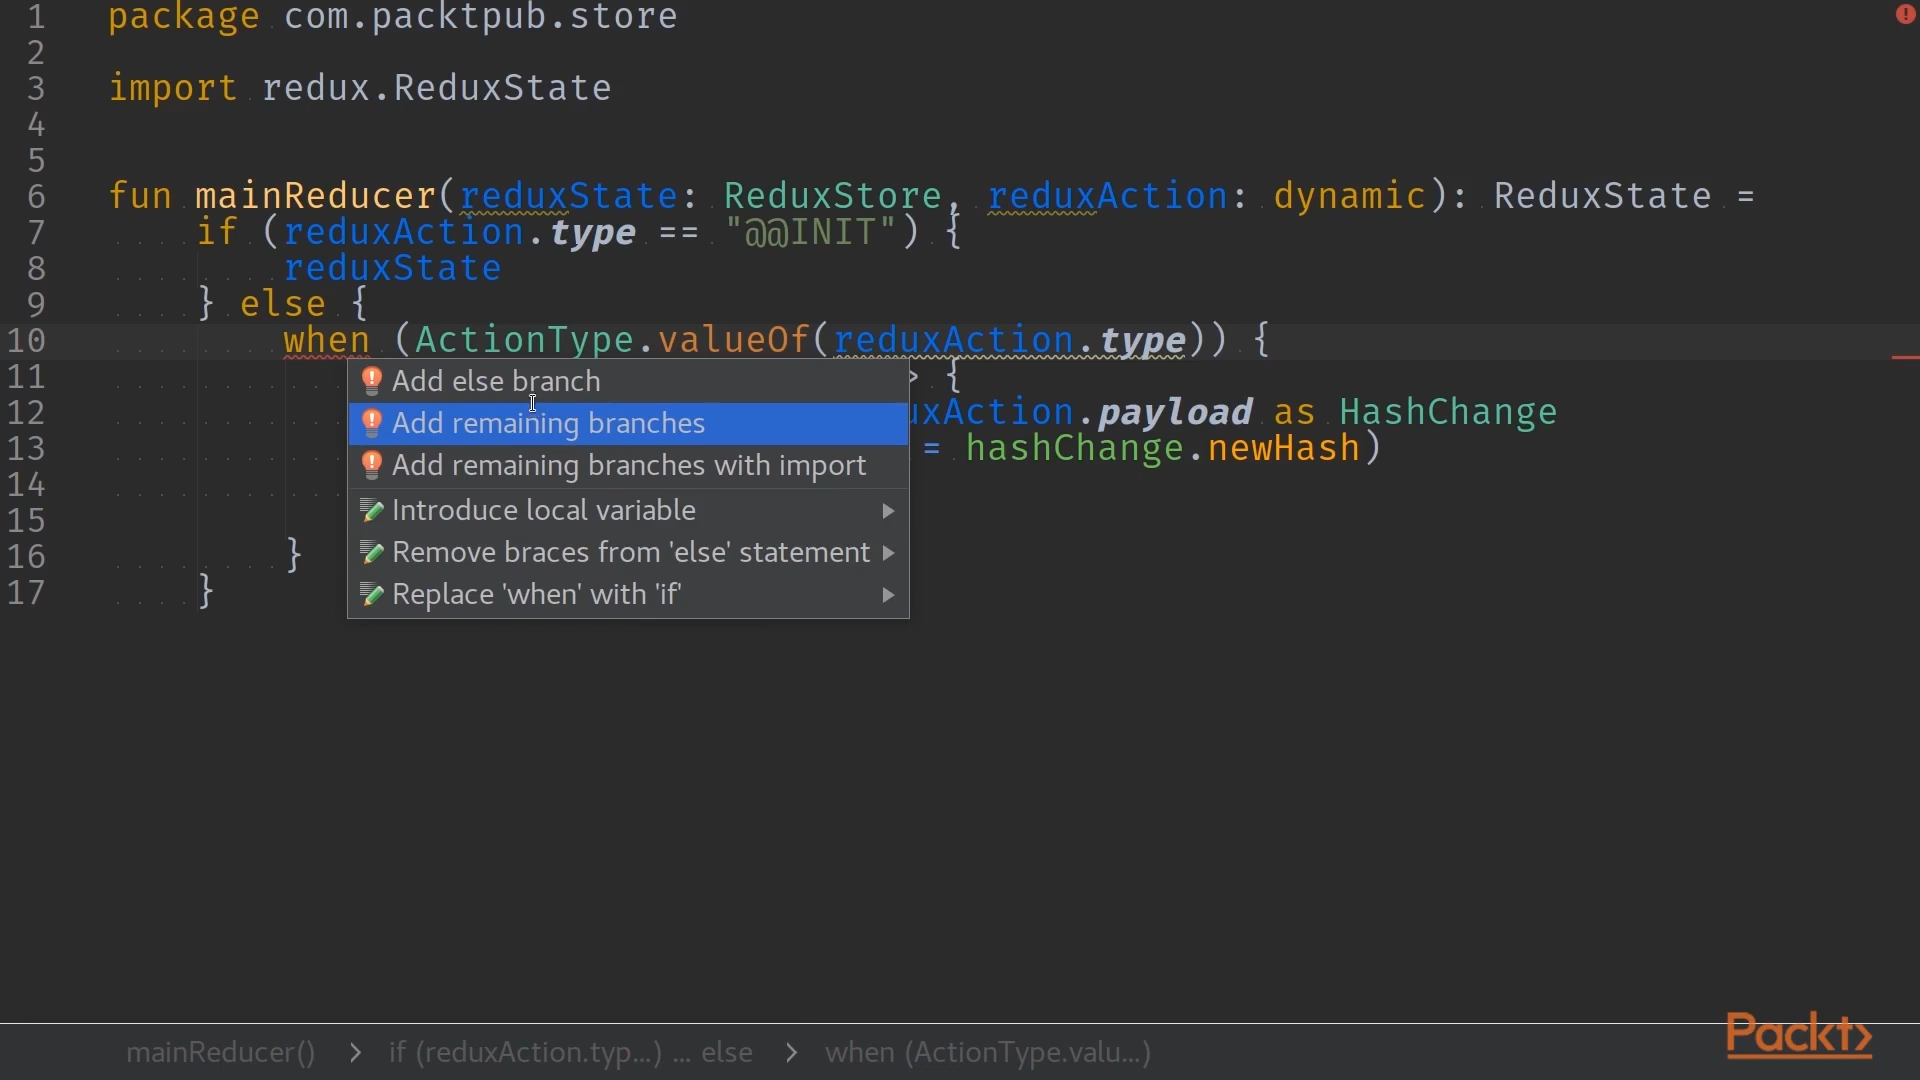 1 package com.packtpub.store
2
3 import redux.ReduxState
4
5
6 fun mainReducer(reduxState: ReduxStore, reduxAction: dynamic): ReduxState =
7 if (reduxAction.type == "@@INIT") {
8 reduxState
9 } else {
10 when (ActionType.valueOf(reduxAction.type)) {
11 > {
12 uxAction.payload as HashChange
13 = hashChange.newHash)
14
15
16 }
17 }
Add else branch
Add remaining branches
Add remaining branches with import
Introduce local variable
Remove braces from 'else' statement
Replace 'when' with 'if'
Packt>
mainReducer() > if (reduxAction.typ...) ... else > when (ActionType.valu...)